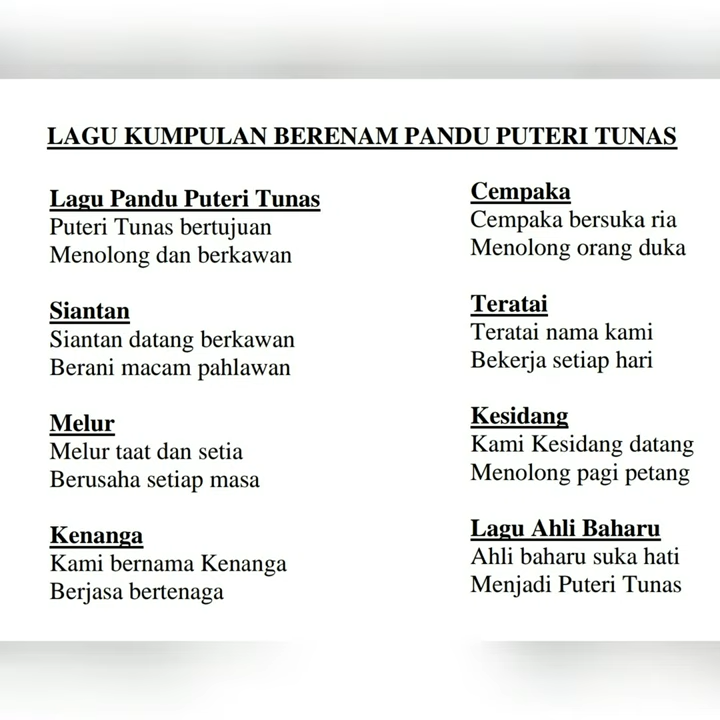 LAGU KUMPULAN BERENAM PANDU PUTERI TUNAS
Lagu Pandu Puteri Tunas
Puteri Tunas bertujuan
Menolong dan berkawan
Siantan
Siantan datang berkawan
Berani macam pahlawan
Melur
Melur taat dan setia
Berusaha setiap masa
Kenanga
Kami bernama Kenanga
Berjasa bertenaga
Cempaka
Cempaka bersuka ria
Menolong orang duka
Teratai
Teratai nama kami
Bekerja setiap hari
Kesidang
Kami Kesidang datang
Menolong pagi petang
Lagu Ahli Baharu
Ahli baharu suka hati
Menjadi Puteri Tunas